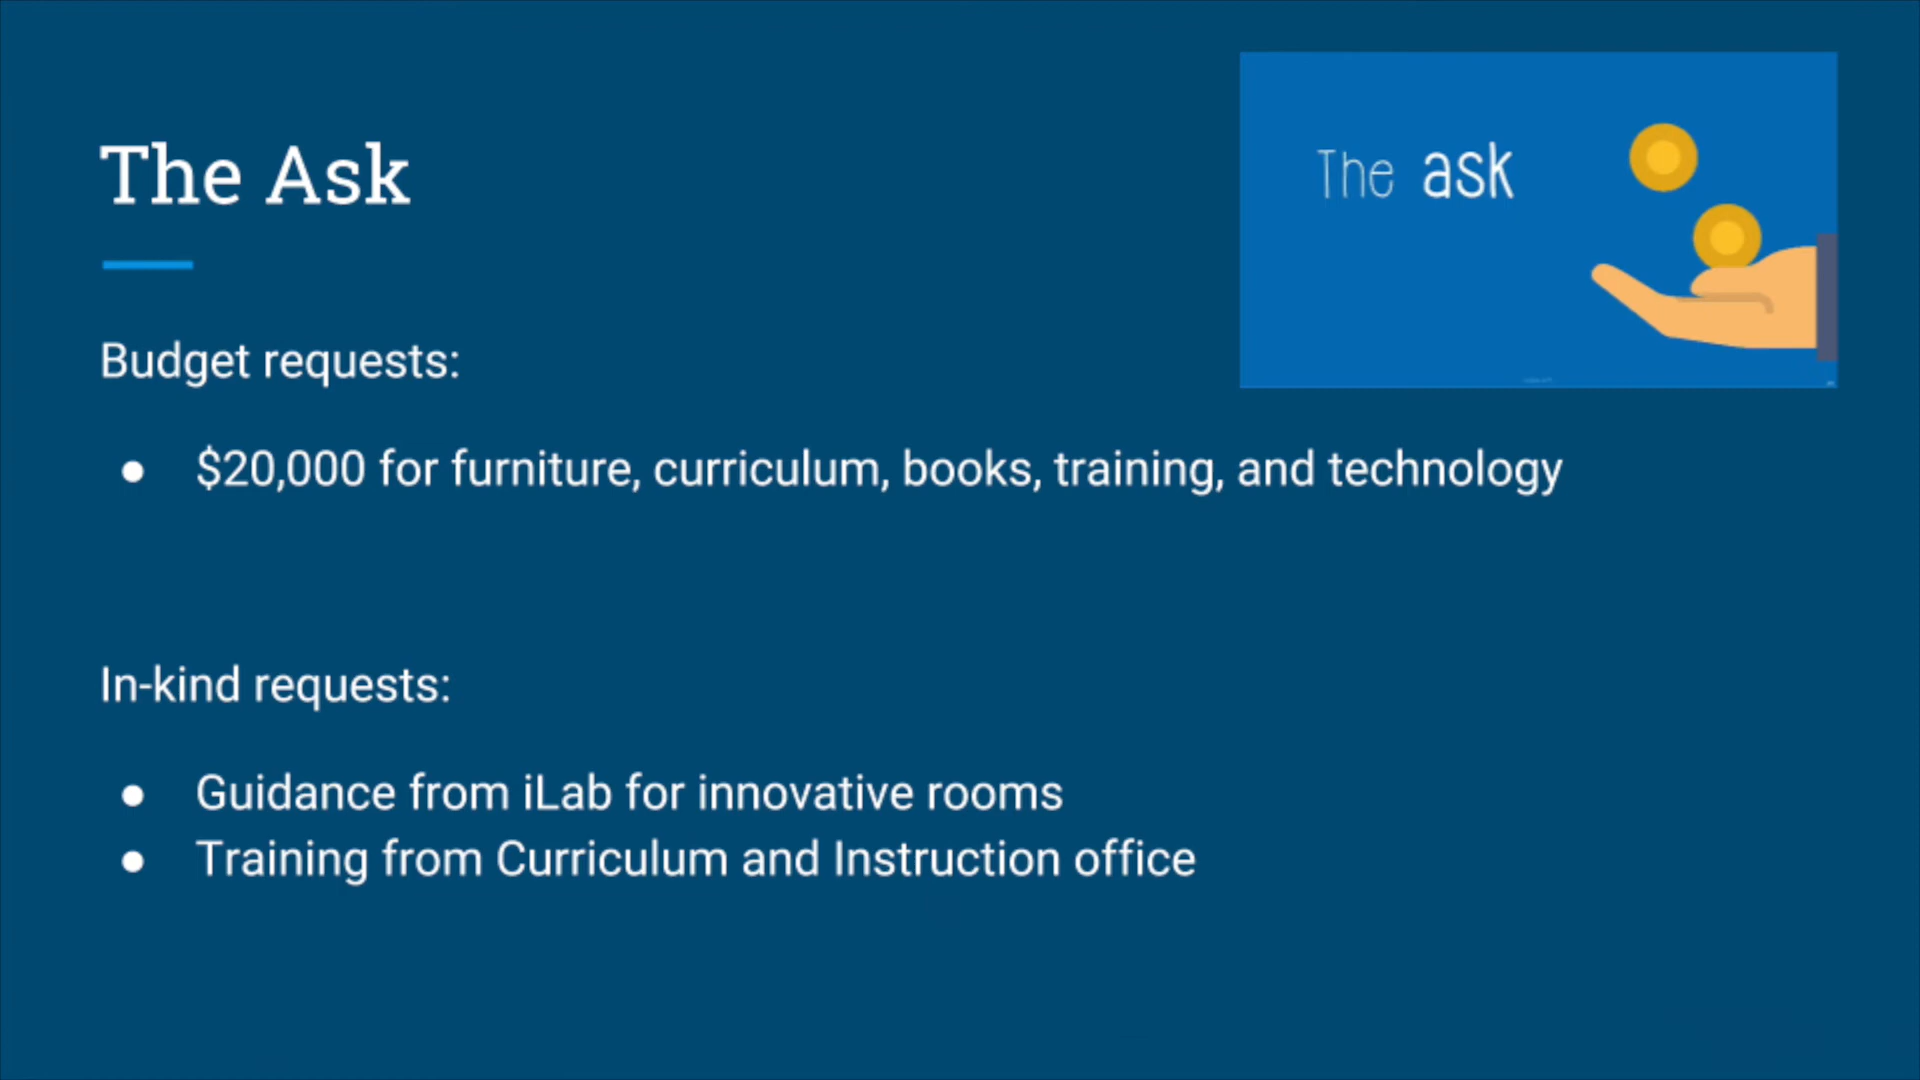 The Ask
The ask
Budget requests:
● $20,000 for furniture, curriculum, books, training, and technology
In-kind requests:
● Guidance from iLab for innovative rooms
● Training from Curriculum and Instruction office